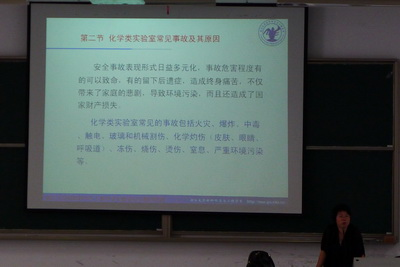 第二节 化学类实验室常见事故及其原因
安全事故表现形式日益多元化,事故危害程度有
的可以致命,有的留下后遗症,造成终身痛苦,不仅
带来了家庭的悲剧,导致环境污染,而且还造成了国
家财产损失.
化学类实验室常见的事故包括火灾、爆炸、中毒
、触电、玻璃和机械割伤、化学灼伤(皮肤、眼睛、
呼吸道)、冻伤、烧伤、烫伤、窒息、严重环境污染
等.